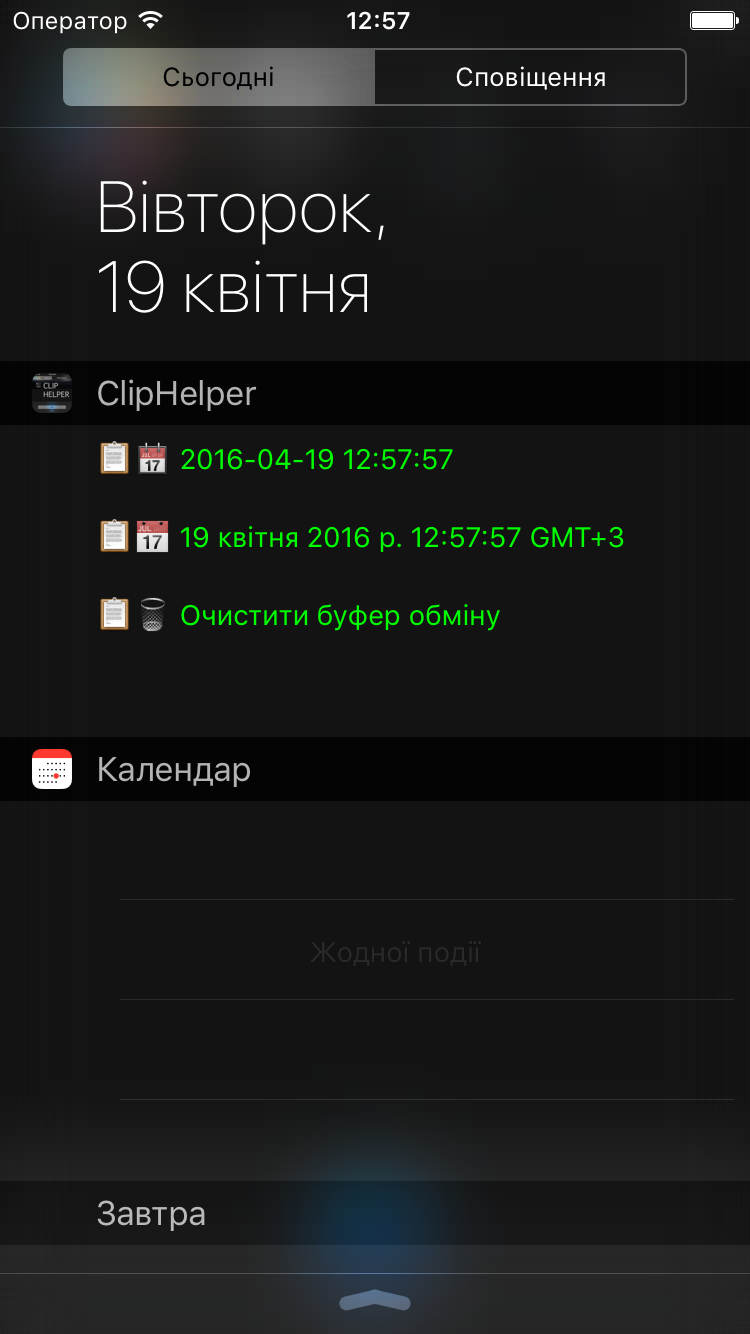 Оператор 12:57
Сьогодні Сповіщення
Вівторок,
19 квітня
CLIP
HELPER
ClipHelper
JUL 17 2016-04-19 12:57:57
JUL 17 19 квітня 2016 р. 12:57:57 GMT+3
Очистити буфер обміну
Календар
Жодної події
Завтра